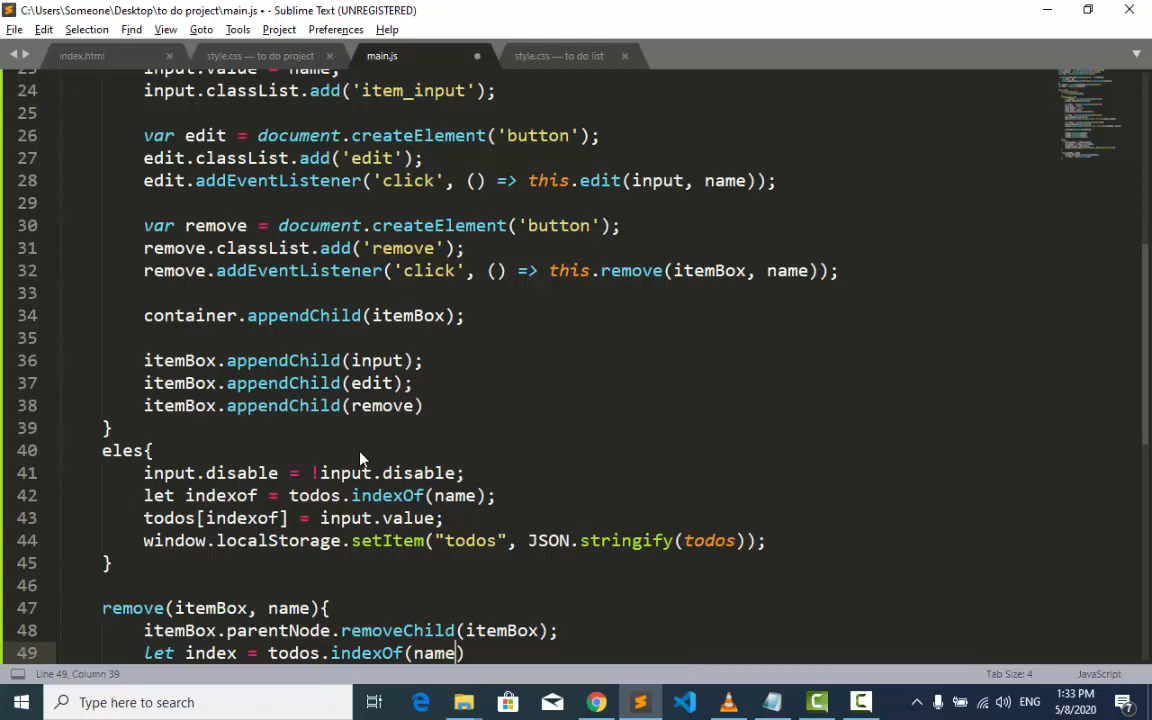 C:\Users\Someone\Desktop\to do project\main.js • - Sublime Text (UNREGISTERED)
File Edit Selection Find View Goto Tools Project Preferences Help
index.html style.css — to do project main.js style.css — to do list
23 input.value = name;
24 input.classList.add('item_input');
25
26 var edit = document.createElement('button');
27 edit.classList.add('edit');
28 edit.addEventListener('click', () => this.edit(input, name));
29
30 var remove = document.createElement('button');
31 remove.classList.add('remove');
32 remove.addEventListener('click', () => this.remove(itemBox, name));
33
34 container.appendChild(itemBox);
35
36 itemBox.appendChild(input);
37 itemBox.appendChild(edit);
38 itemBox.appendChild(remove)
39 }
40 eles{
41 input.disable = !input.disable;
42 let indexof = todos.indexOf(name);
43 todos[indexof] = input.value;
44 window.localStorage.setItem("todos", JSON.stringify(todos));
45 }
46
47 remove(itemBox, name){
48 itemBox.parentNode.removeChild(itemBox);
49 let index = todos.indexOf(name)
Line 49, Column 39 Tab Size: 4 JavaScript
Type here to search ENG 1:33 PM
5/8/2020 7